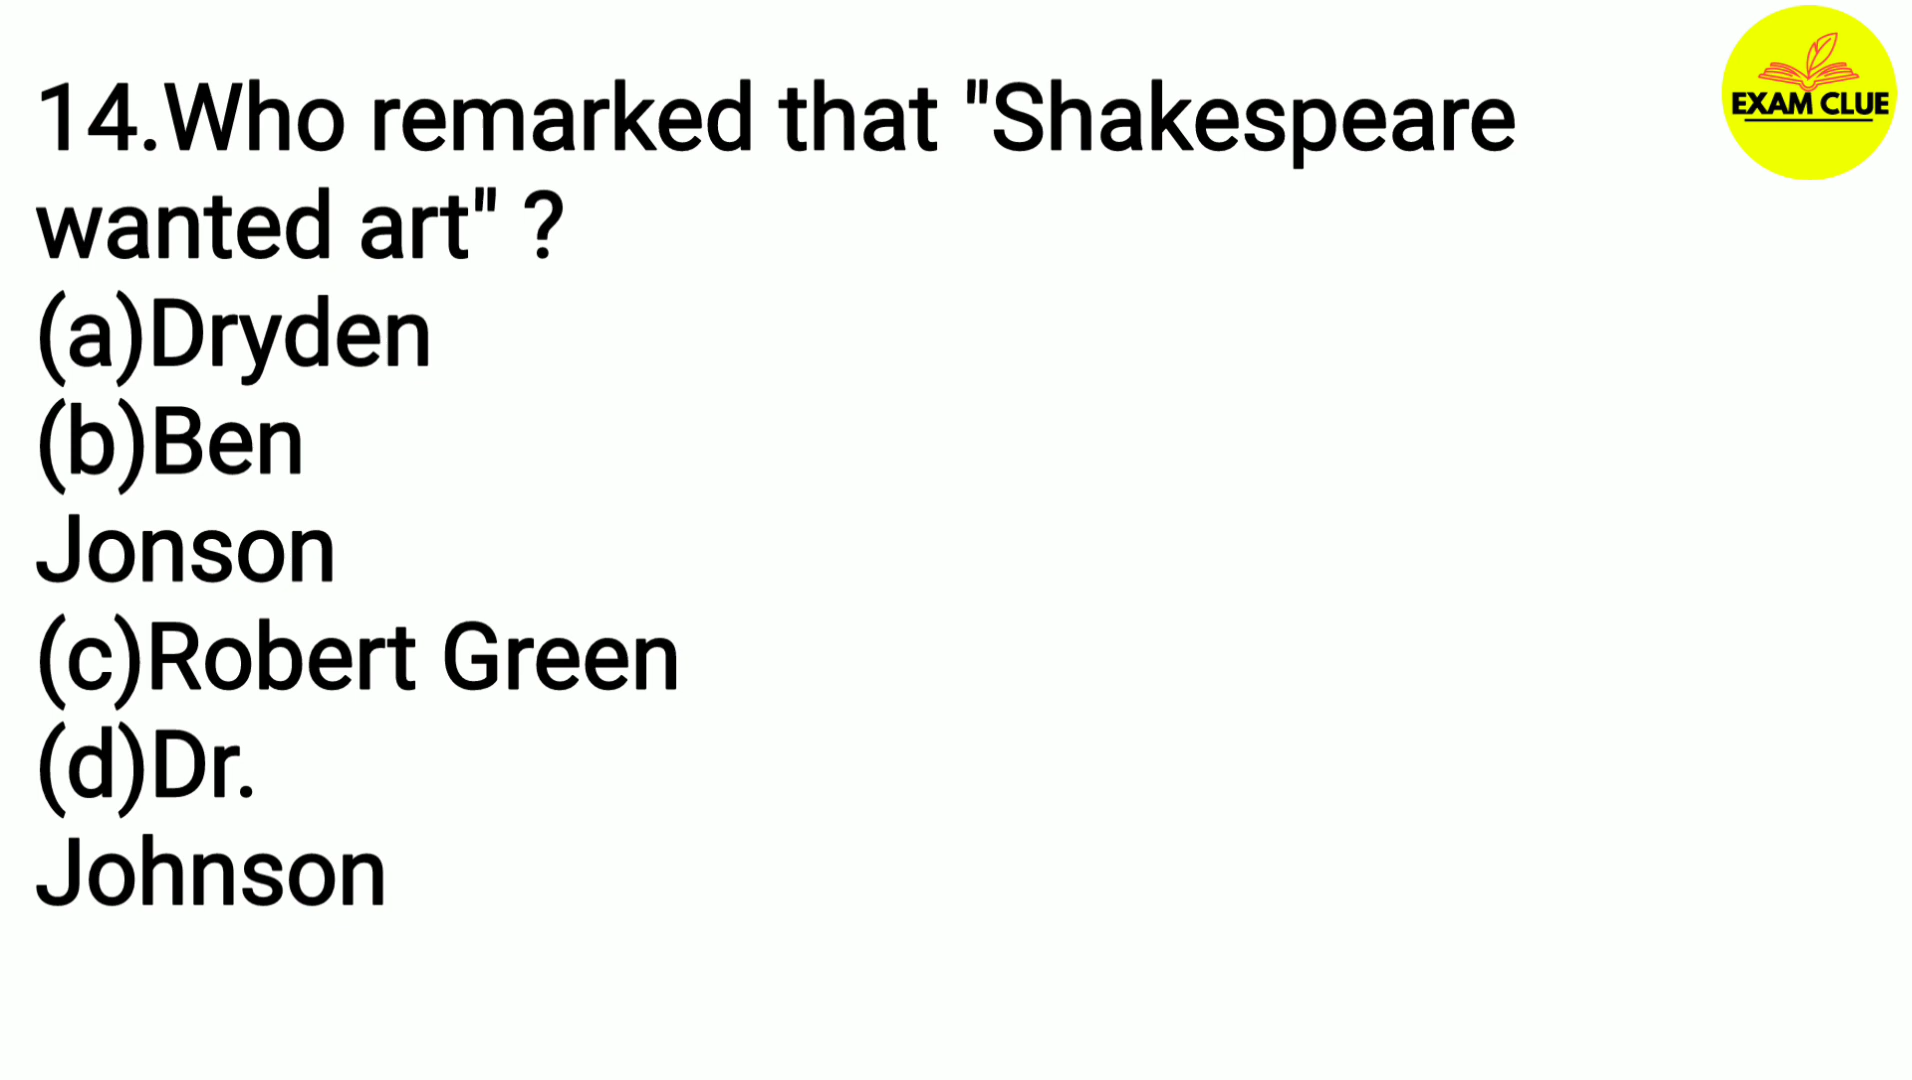 14.Who remarked that "Shakespeare
wanted art" ?
(a)Dryden
(b)Ben
Jonson
(c)Robert Green
(d)Dr.
Johnson
EXAM CLUE